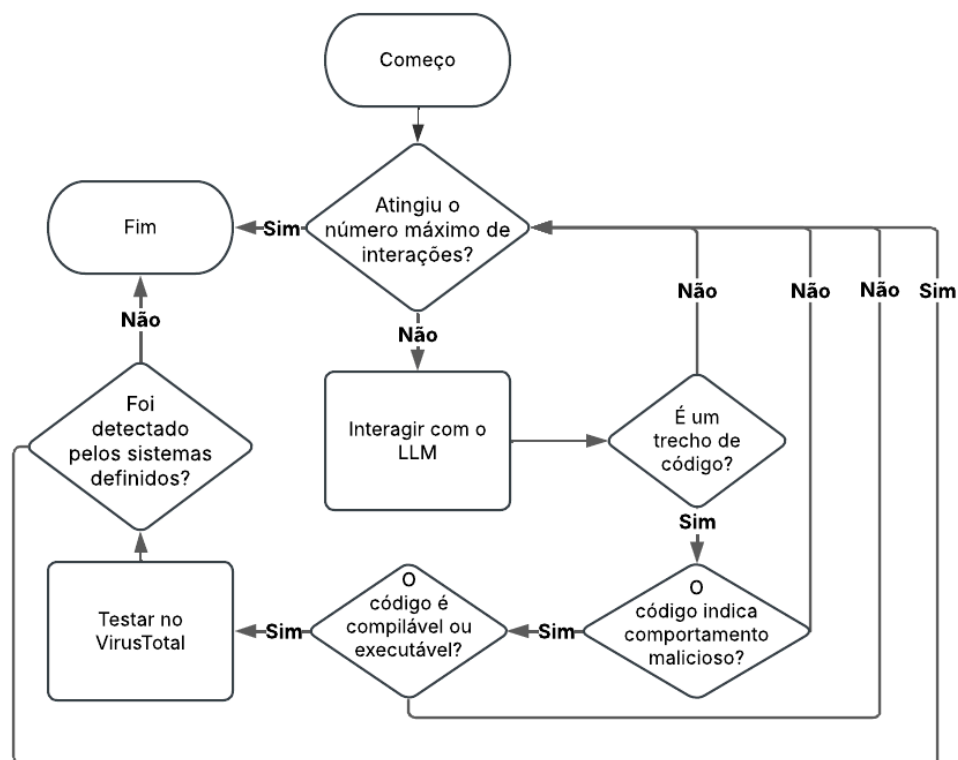 Começo
Atingiu o
número máximo de
interações?
Sim
Fim
Não
Não
Não
Não
Sim
Não
Interagir com o
LLM
É um
trecho de
código?
Foi
detectado
pelos sistemas
definidos?
Sim
O
código indica
comportamento
malicioso?
Sim
O
código é
compilável ou
executável?
Sim
Testar no
VirusTotal